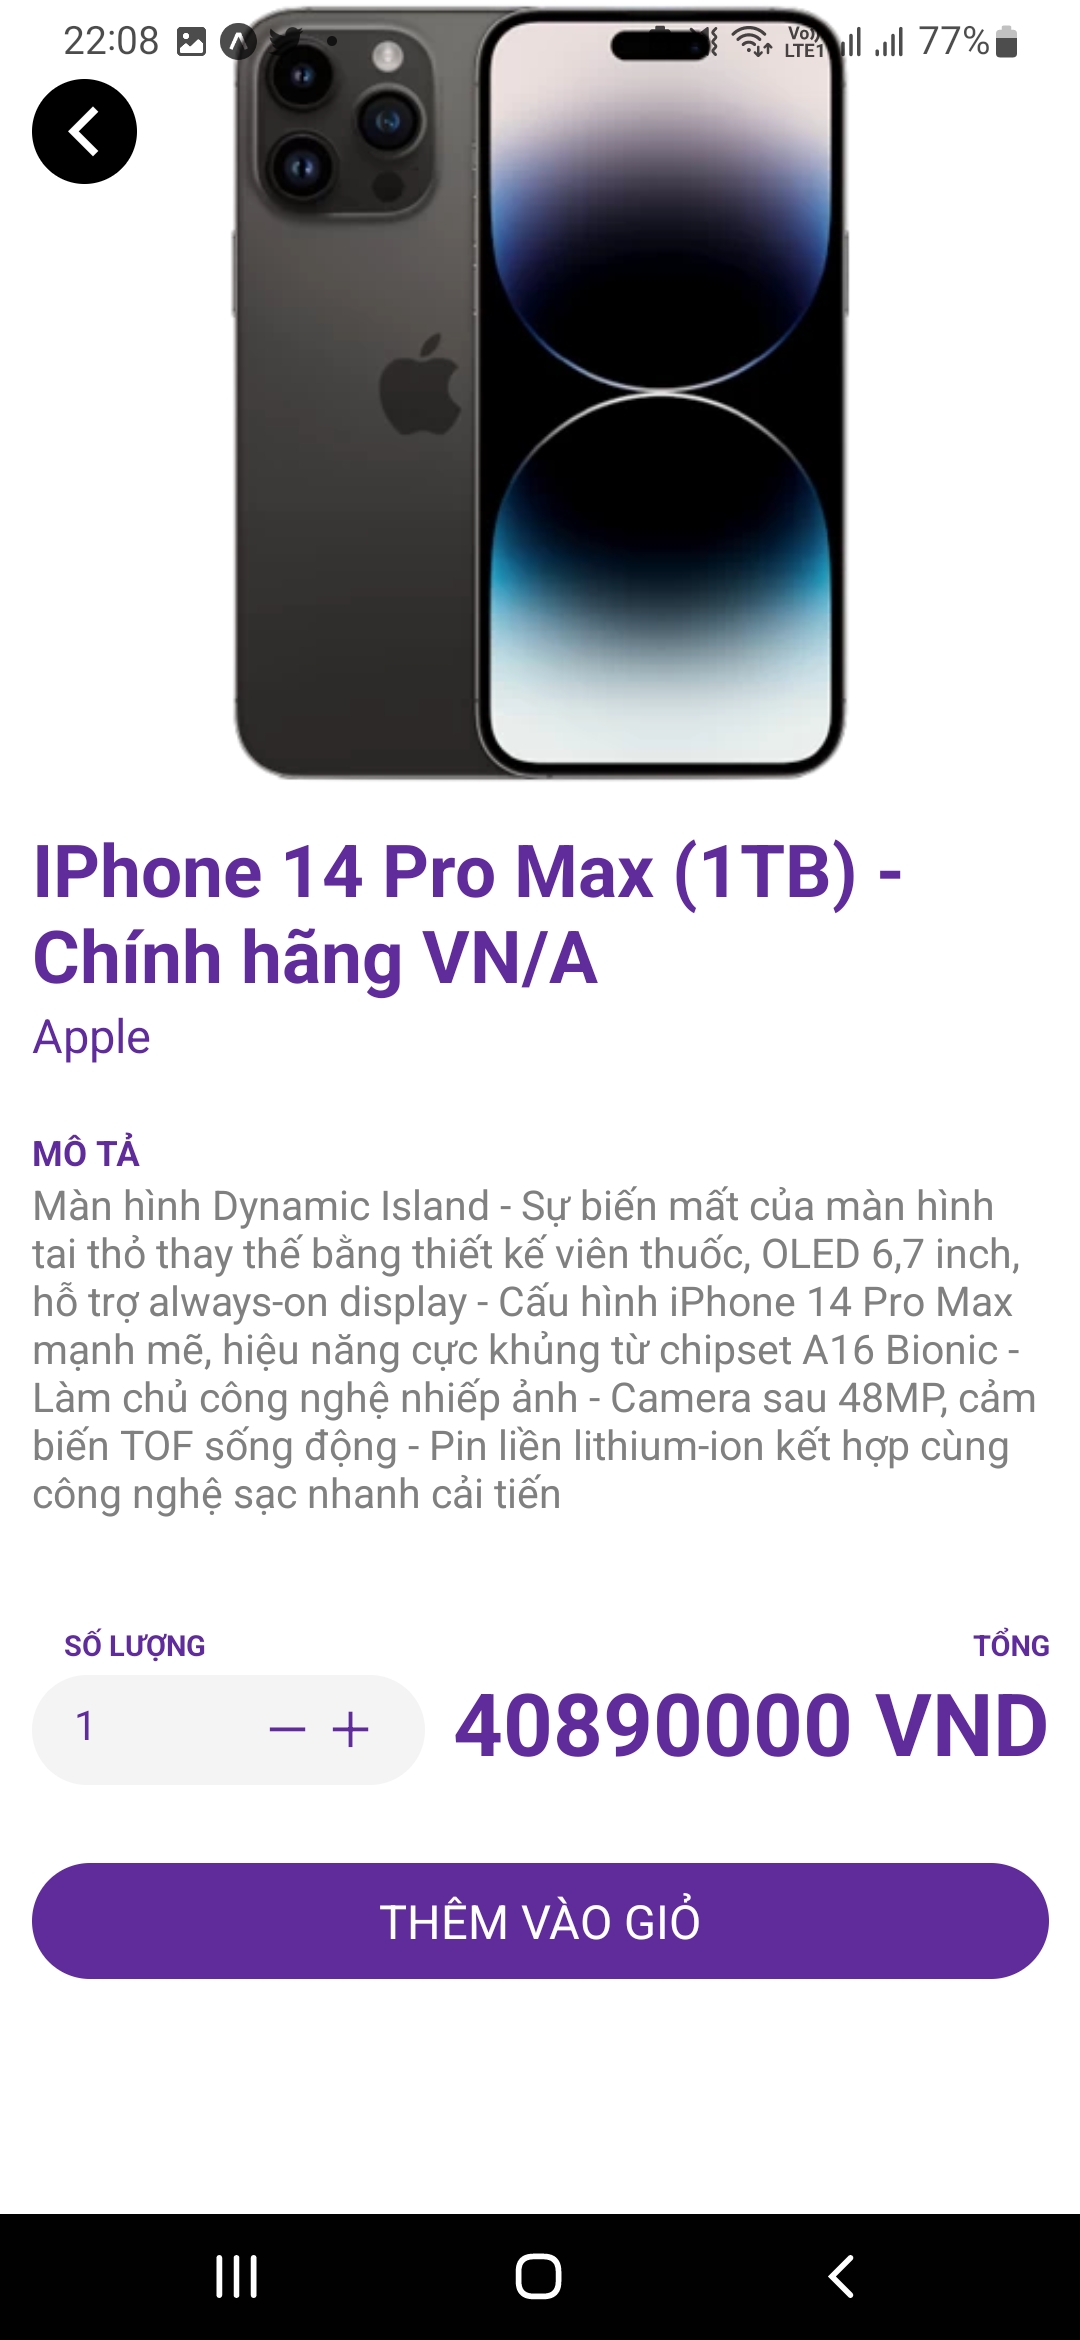 22:08
Vo))
LTE1
77%
IPhone 14 Pro Max (1TB) -
Chính hãng VN/A
Apple
MÔ TẢ
Màn hình Dynamic Island - Sự biến mất của màn hình
tai thỏ thay thế bằng thiết kế viên thuốc, OLED 6,7 inch,
hỗ trợ always-on display - Cấu hình iPhone 14 Pro Max
mạnh mẽ, hiệu năng cực khủng từ chipset A16 Bionic -
Làm chủ công nghệ nhiếp ảnh - Camera sau 48MP, cảm
biến TOF sống động - Pin liền lithium-ion kết hợp cùng
công nghệ sạc nhanh cải tiến
SỐ LƯỢNG
TỔNG
1
40890000 VND
THÊM VÀO GIỎ